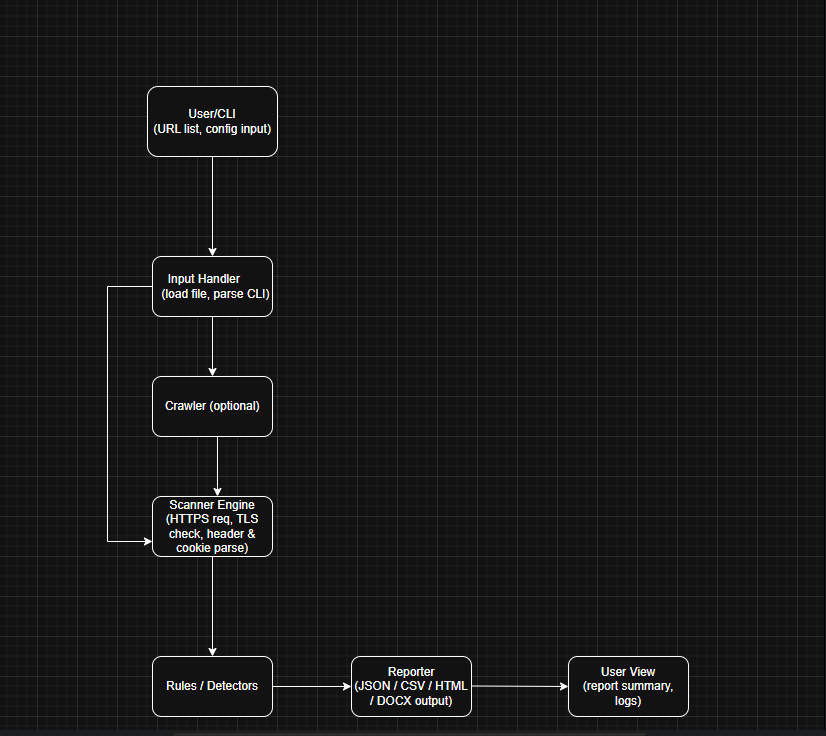 User/CLI
(URL list, config input)
Input Handler
(load file, parse CLI)
Crawler (optional)
Scanner Engine
(HTTPS req, TLS
check, header &
cookie parse)
Rules / Detectors
Reporter
(JSON / CSV / HTML
/ DOCX output)
User View
(report summary,
logs)